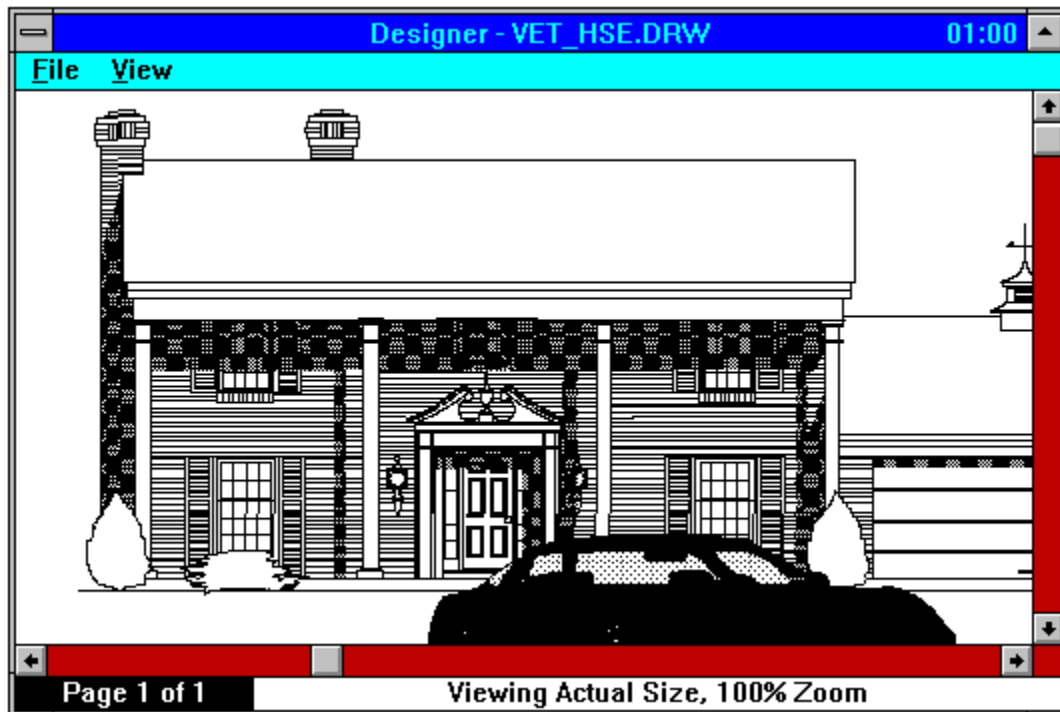 Designer - VET_HSE.DRW 01:00
File View
Page 1 of 1 Viewing Actual Size, 100% Zoom